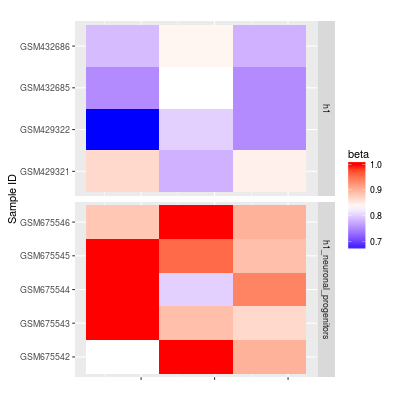 GSM432686
GSM432685
GSM429322
GSM429321
h1
GSM675546
GSM675545
GSM675544
GSM675543
GSM675542
h1_neuronal_progenitors
Sample ID
beta
1.0
0.9
0.8
0.7